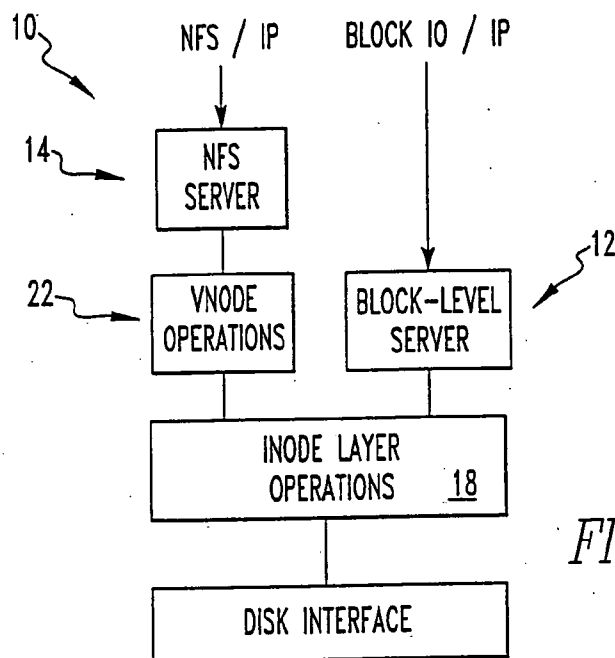 10
NFS / IP
BLOCK IO / IP
14
NFS
SERVER
12
22
VNODE
OPERATIONS
BLOCK-LEVEL
SERVER
INODE LAYER
OPERATIONS
18
DISK INTERFACE